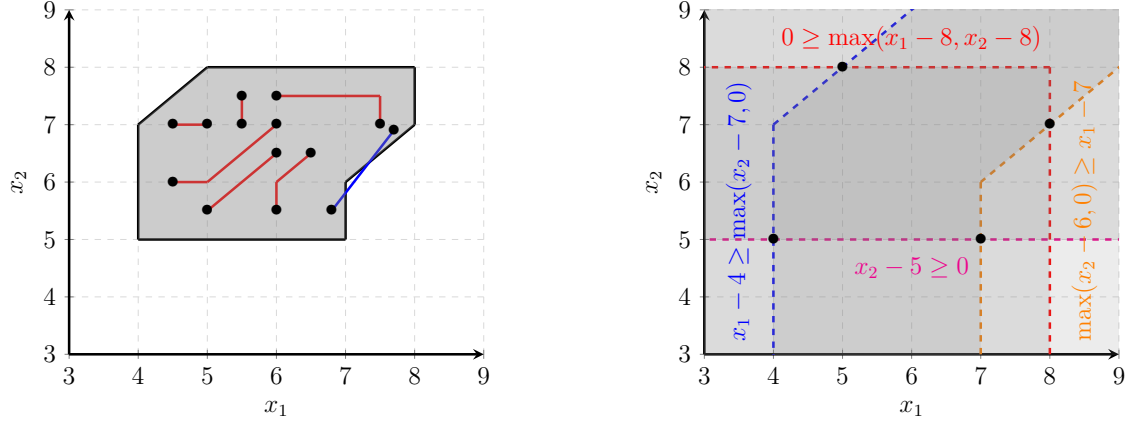 9
8
7
6
5
4
3
3 4 5 6 7 8 9
x₁
x₂
9
8
7
6
5
4
3
3 4 5 6 7 8 9
x₁
x₂
0 ≥ max(x₁ − 8, x₂ − 8)
x₁ − 4 ≥ max(x₂ − 7, 0)
x₂ − 5 ≥ 0
max(x₂ − 6, 0) ≥ x₁ − 7